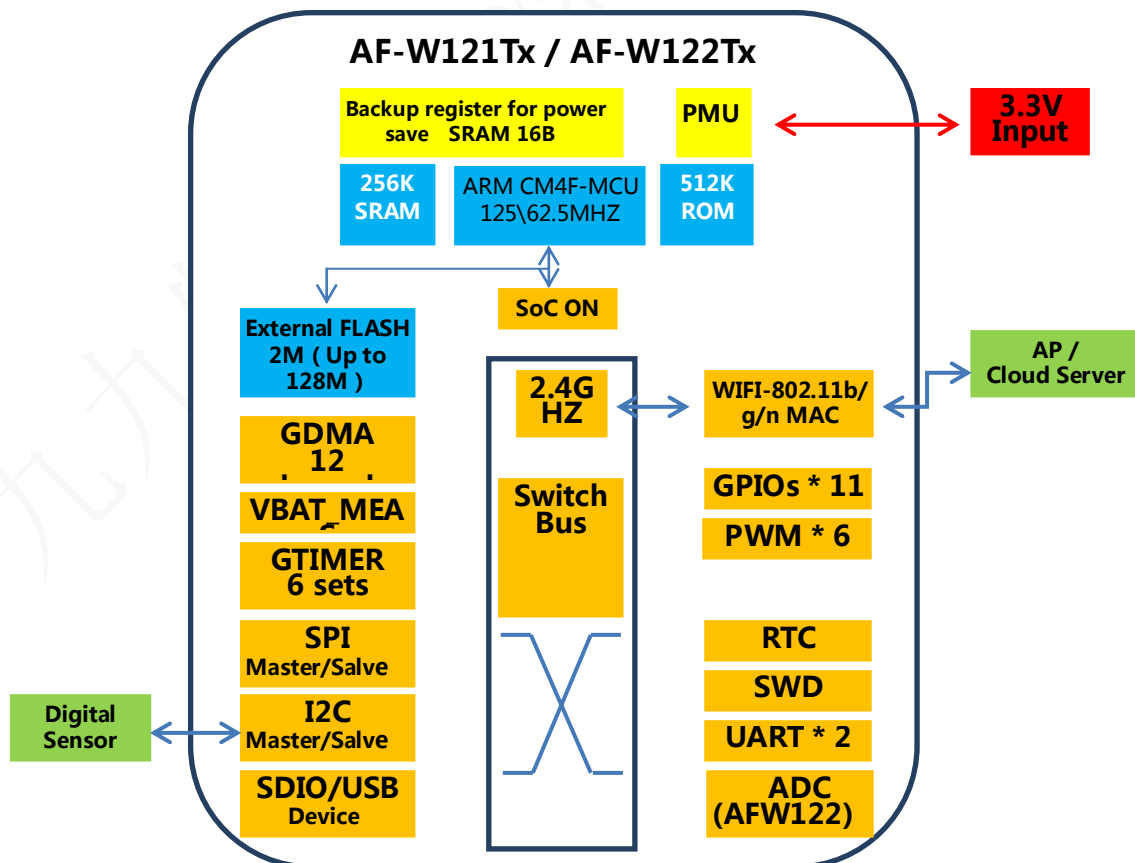 AF-W121Tx / AF-W122Tx
Backup register for power
save SRAM 16B
PMU
3.3V
Input
256K
SRAM
ARM CM4F-MCU
125\62.5MHZ
512K
ROM
SoC ON
External FLASH
2M ( Up to
128M )
AP /
Cloud Server
2.4G
HZ
WIFI-802.11b/
g/n MAC
GDMA
12
GPIOs * 11
VBAT_MEA
Switch
Bus
PWM * 6
GTIMER
6 sets
SPI
Master/Salve
RTC
SWD
Digital
Sensor
I2C
Master/Salve
UART * 2
SDIO/USB
Device
ADC
(AFW122)
九九